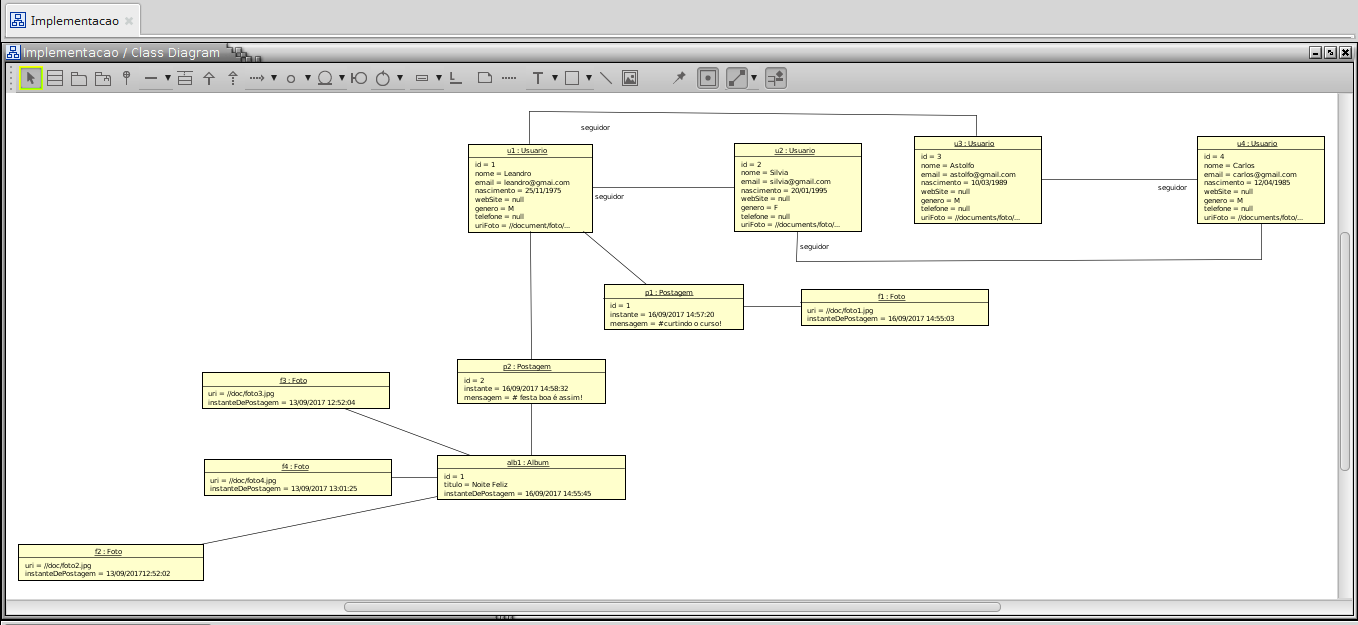 Implementacao
Implementacao / Class Diagram
seguidor
u1 : Usuario
id = 1
nome = Leandro
email = leandro@gmai.com
nascimento = 25/11/1975
webSite = null
genero = M
telefone = null
uriFoto = //document/foto/...
seguidor
u2 : Usuario
id = 2
nome = Silvia
email = silvia@gmail.com
nascimento = 20/01/1995
webSite = null
genero = F
telefone = null
uriFoto = //documents/foto/...
seguidor
u3 : Usuario
id = 3
nome = Astolfo
email = astolfo@gmail.com
nascimento = 10/03/1989
webSite = null
genero = M
telefone = null
uriFoto = //documents/foto/...
seguidor
u4 : Usuario
id = 4
nome = Carlos
email = carlos@gmail.com
nascimento = 12/04/1985
webSite = null
genero = M
telefone = null
uriFoto = //documents/foto/...
p1 : Postagem
id = 1
instante = 16/09/2017 14:57:20
mensagem = #curtindo o curso!
f1 : Foto
uri = //doc/foto1.jpg
instanteDePostagem = 16/09/2017 14:55:03
p2 : Postagem
id = 2
instante = 16/09/2017 14:58:32
mensagem = # festa boa é assim!
f3 : Foto
uri = //doc/foto3.jpg
instanteDePostagem = 13/09/2017 12:52:04
f4 : Foto
uri = //doc/foto4.jpg
instanteDePostagem = 13/09/2017 13:01:25
alb1 : Album
id = 1
titulo = Noite Feliz
instanteDePostagem = 16/09/2017 14:55:45
f2 : Foto
uri = //doc/foto2.jpg
instanteDePostagem = 13/09/201712:52:02